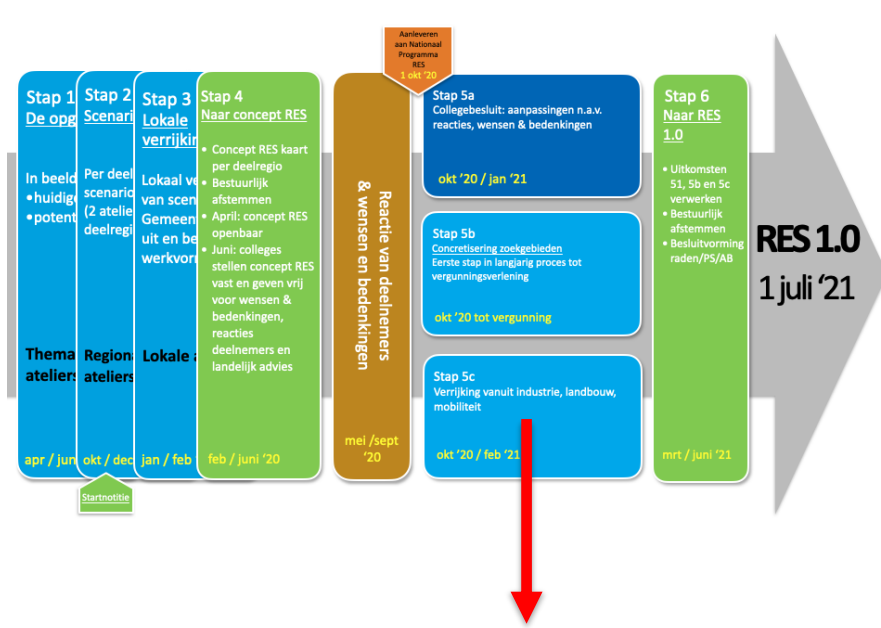 Aanleveren
aan Nationaal
Programma
RES
1 okt ‘20
Stap 1
De opg
In beeld
•huidig
•potent
Thema
ateliers
apr / jun
Stap 2
Scenari
Per deel
scenario
(2 atelie
deelregi
Region
ateliers
okt / dec
Startnotitie
Stap 3
Lokale
verrijkin
Lokaal ve
van scen
Gemeen
uit en be
werkvor
Lokale a
jan / feb
Stap 4
Naar concept RES
• Concept RES kaart
per deelregio
• Bestuurlijk
afstemmen
• April: concept RES
openbaar
• Juni: colleges
stellen concept RES
vast en geven vrij
voor wensen &
bedenkingen,
reacties
deelnemers en
landelijk advies
feb / juni ‘20
Reactie van deelnemers
& wensen en bedenkingen
mei /sept
‘20
Stap 5a
Collegebesluit: aanpassingen n.a.v.
reacties, wensen & bedenkingen
okt ‘20 / jan ‘21
Stap 5b
Concretisering zoekgebieden
Eerste stap in langjarig proces tot
vergunningsverlening
okt ‘20 tot vergunning
Stap 5c
Verrijking vanuit industrie, landbouw,
mobiliteit
okt ‘20 / feb ‘21
Stap 6
Naar RES
1.0
• Uitkomsten
51, 5b en 5c
verwerken
• Bestuurlijk
afstemmen
• Besluitvorming
raden/PS/AB
mrt / juni ‘21
RES 1.0
1 juli ‘21